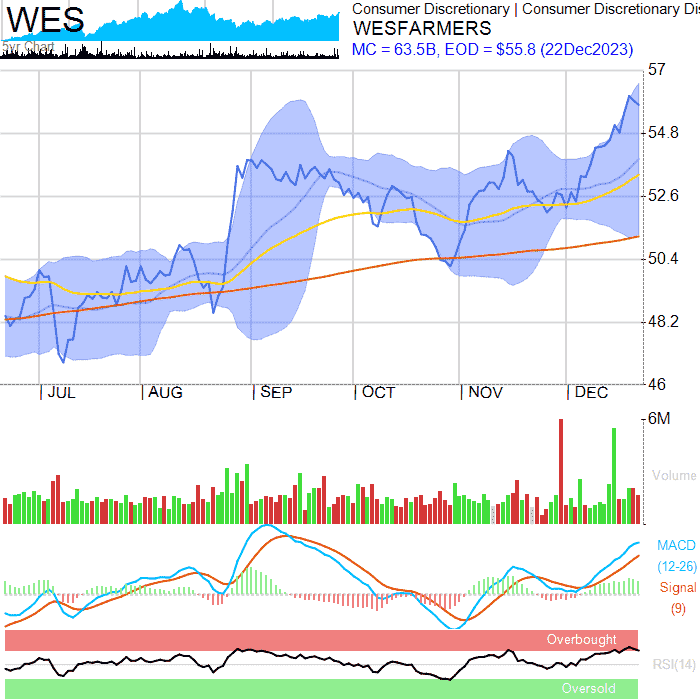 WES
5yr Chart
Consumer Discretionary | Consumer Discretionary Dis
WESFARMERS
MC = 63.5B, EOD = $55.8 (22Dec2023)
57
54.8
52.6
50.4
48.2
46
| JUL | AUG | SEP | OCT | NOV | DEC
6M
Volume
MACD
(12-26)
Signal
(9)
Overbought
RSI(14)
Oversold